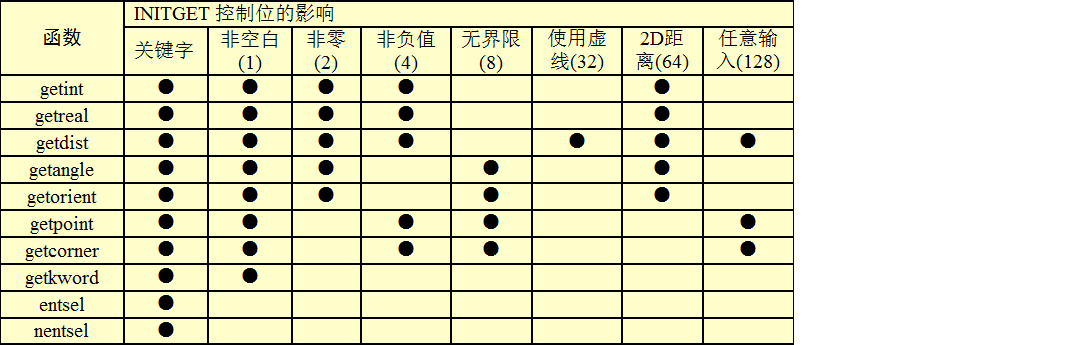 函数
INITGET 控制位的影响
关键字
非空白
(1)
非零
(2)
非负值
(4)
无界限
(8)
使用虚
线(32)
2D距
离(64)
任意输
入(128)
getint ● ● ● ● ●
getreal ● ● ● ● ●
getdist ● ● ● ● ● ● ●
getangle ● ● ● ● ●
getorient ● ● ● ● ●
getpoint ● ● ● ● ●
getcorner ● ● ● ● ●
getkword ● ●
entsel ●
nentsel ●